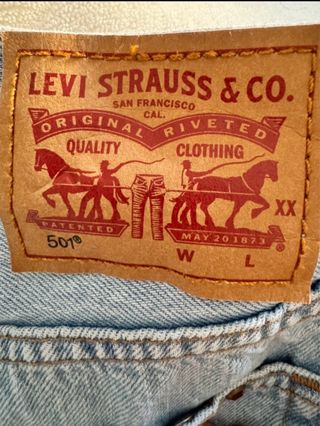 LEVI STRAUSS & CO.
SAN FRANCISCO
CAL.
ORIGINAL RIVETED
QUALITY CLOTHING
XX
PATENTED MAY 20 1873
501®
W L ®